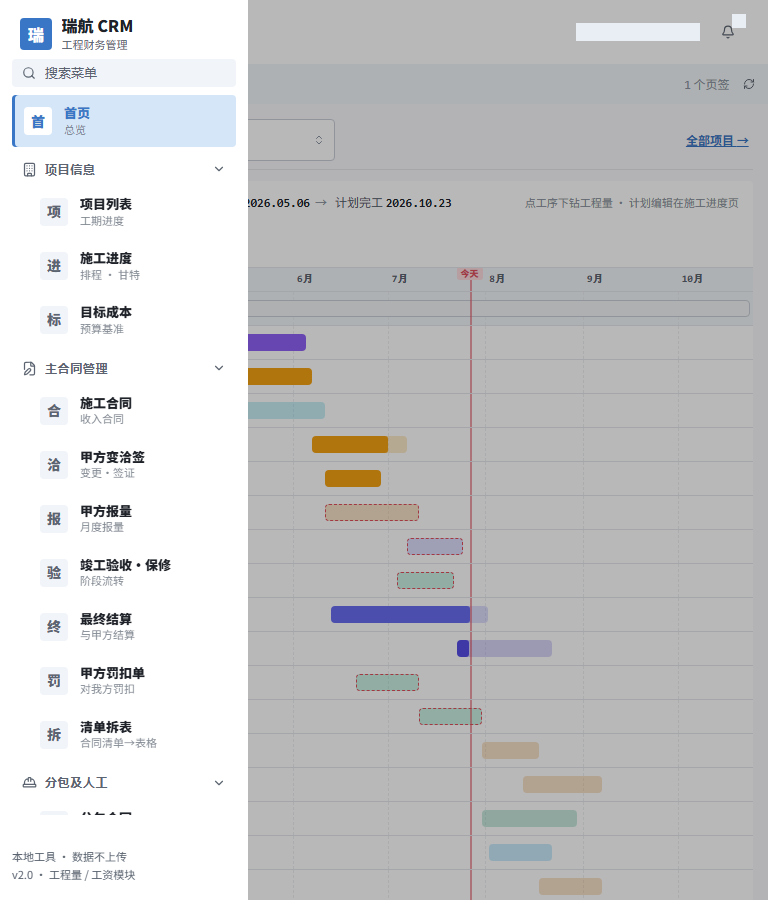 瑞
瑞航 CRM
工程财务管理
搜索菜单
首
首页
总览
项目信息
项
项目列表
工期进度
进
施工进度
排程 · 甘特
标
目标成本
预算基准
主合同管理
合
施工合同
收入合同
洽
甲方变洽签
变更·签证
报
甲方报量
月度报量
验
竣工验收·保修
阶段流转
终
最终结算
与甲方结算
罚
甲方罚扣单
对我方罚扣
拆
清单拆表
合同清单→表格
分包及人工
分包合同
本地工具 · 数据不上传
v2.0 · 工程量 / 工资模块
1 个页签
全部项目 →
2026.05.06 → 计划完工 2026.10.23
点工序下钻工程量 · 计划编辑在施工进度页
6月
7月
今天
8月
9月
10月